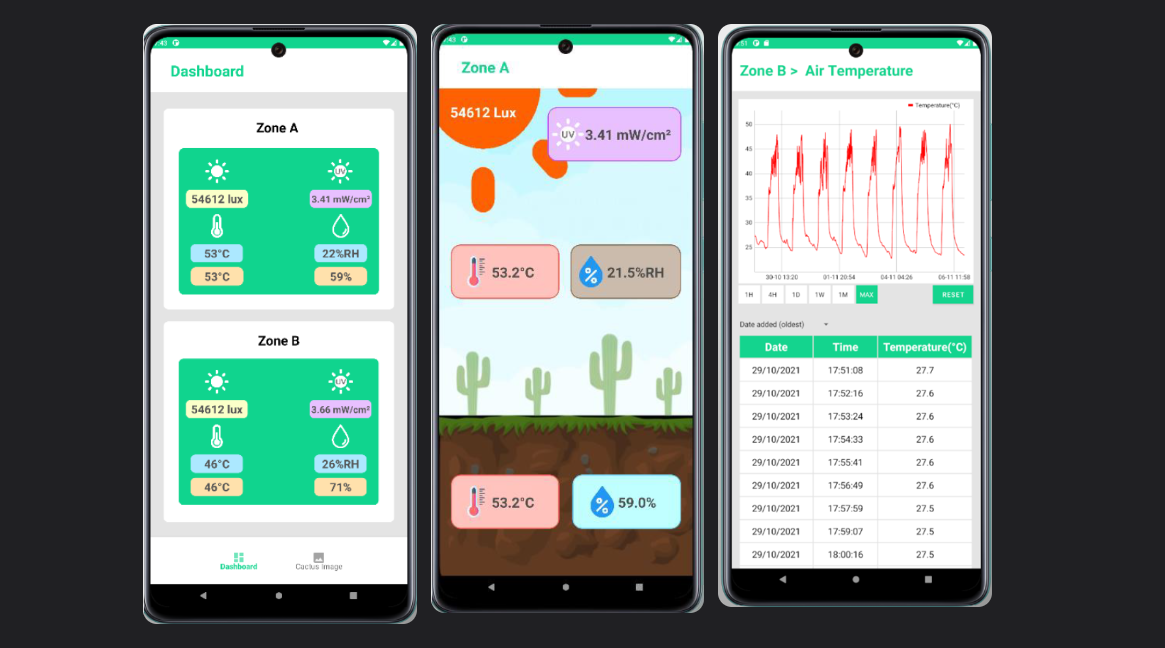 :43
Dashboard
Zone A
UV
54612 lux
3.41 mW/cm²
53°C
22%RH
53°C
59%
Zone B
UV
54612 lux
3.66 mW/cm²
46°C
26%RH
46°C
71%
Dashboard
Cactus image
:43
Zone A
54612 Lux
UV
3.41 mW/cm²
53.2°C
% 21.5%RH
53.2°C
% 59.0%
:51
Zone B > Air Temperature
Temperature(°C)
50
45
40
35
30
25
30-10 13:20
01-11 20:54
04-11 04:26
06-11 11:58
1H 4H 1D 1W 1M MAX RESET
Date added (oldest)
Date Time Temperature(°C)
29/10/2021 17:51:08 27.7
29/10/2021 17:52:16 27.6
29/10/2021 17:53:24 27.6
29/10/2021 17:54:33 27.6
29/10/2021 17:55:41 27.6
29/10/2021 17:56:49 27.6
29/10/2021 17:57:59 27.5
29/10/2021 17:59:07 27.5
29/10/2021 18:00:16 27.5